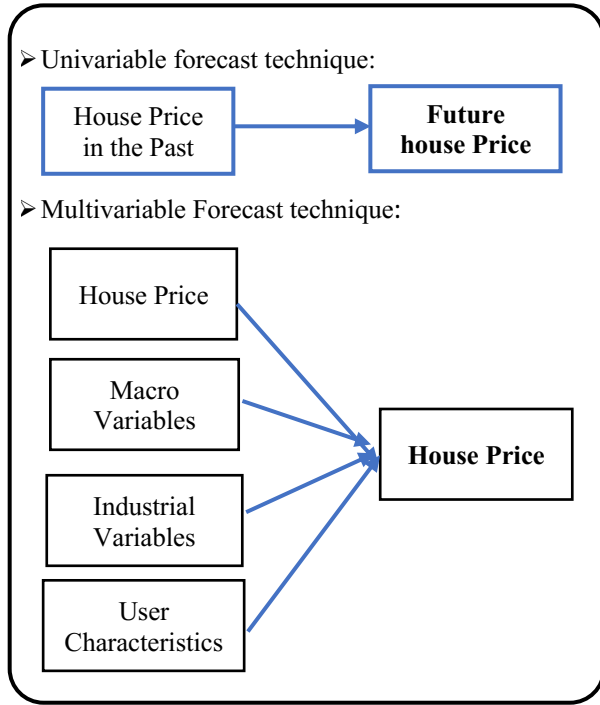 ➢ Univariable forecast technique:
House Price
in the Past
Future
house Price
➢ Multivariable Forecast technique:
House Price
Macro
Variables
House Price
Industrial
Variables
User
Characteristics